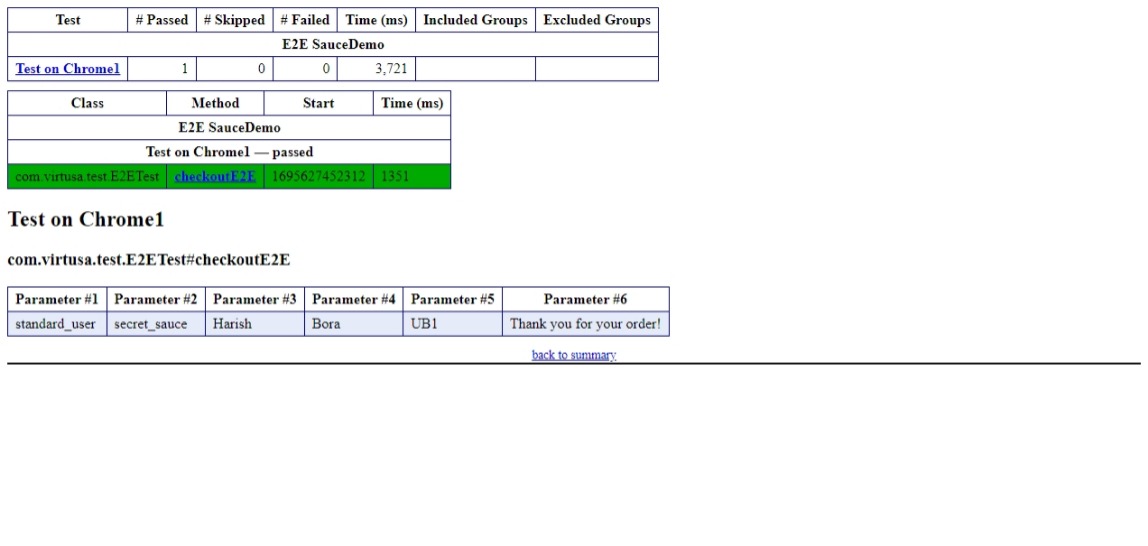 Test # Passed # Skipped # Failed Time (ms) Included Groups Excluded Groups
E2E SauceDemo
Test on Chrome1 1 0 0 3,721
Class Method Start Time (ms)
E2E SauceDemo
Test on Chrome1 — passed
com.virtusa.test.E2ETest checkoutE2E 1695627452312 1351
Test on Chrome1
com.virtusa.test.E2ETest#checkoutE2E
Parameter #1 Parameter #2 Parameter #3 Parameter #4 Parameter #5 Parameter #6
standard_user secret_sauce Harish Bora UB1 Thank you for your order!
back to summary